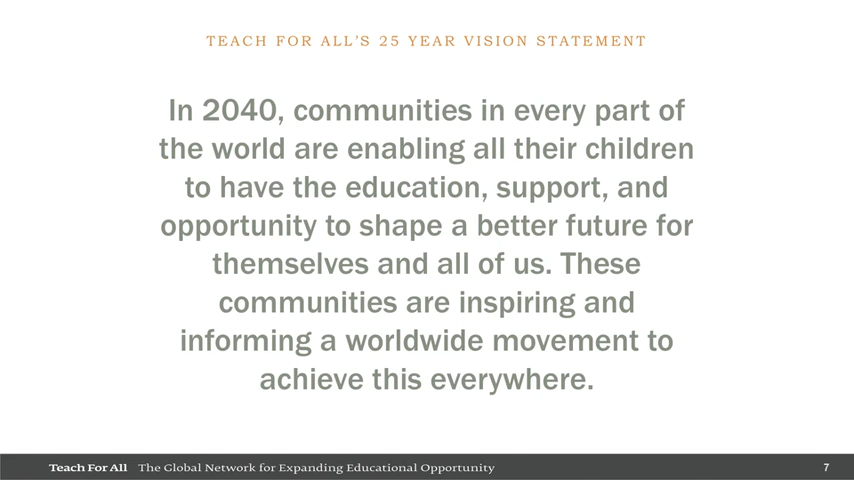 TEACH FOR ALL'S 25 YEAR VISION STATEMENT
In 2040, communities in every part of
the world are enabling all their children
to have the education, support, and
opportunity to shape a better future for
themselves and all of us. These
communities are inspiring and
informing a worldwide movement to
achieve this everywhere.
Teach For All The Global Network for Expanding Educational Opportunity 7